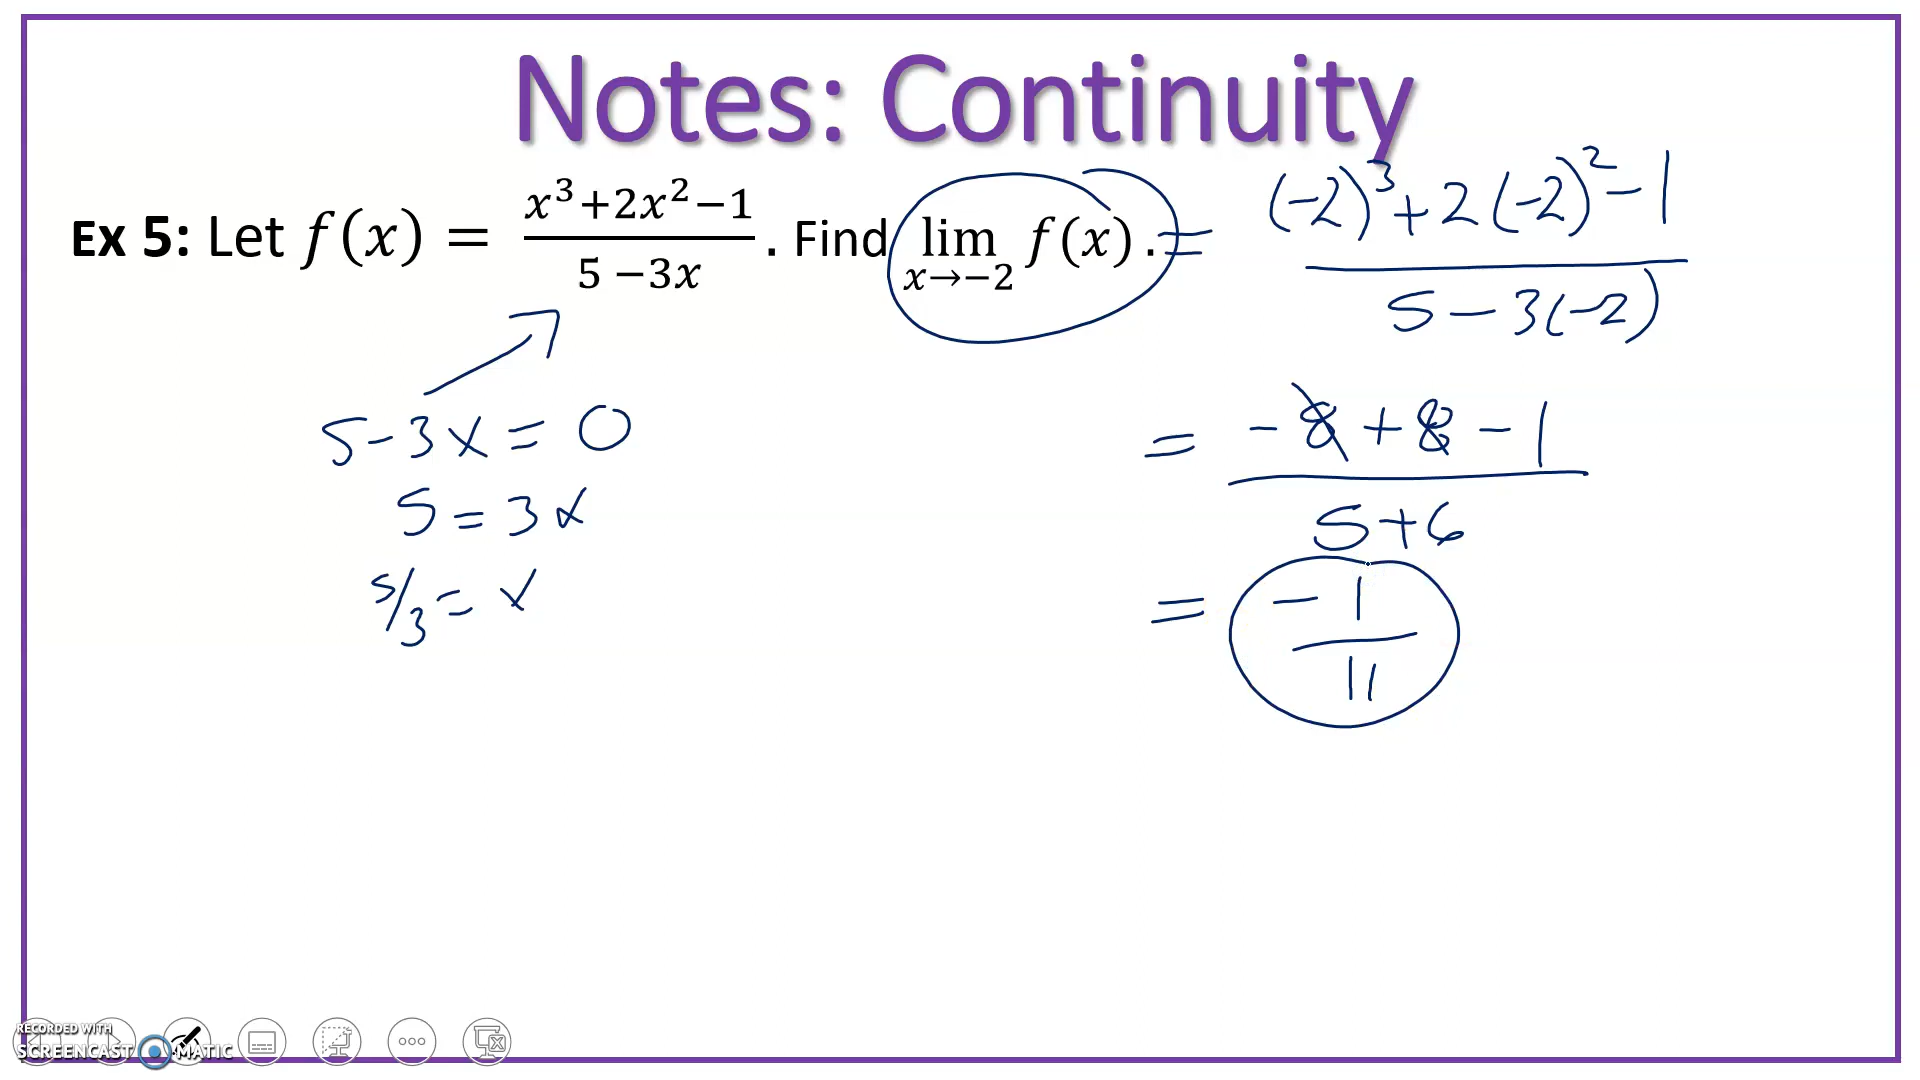 Notes: Continuity
Ex 5: Let f(x) = (x³+2x²−1)/(5 −3x). Find lim x→−2 f(x). = ((-2)³+2(-2)²-1)/(5-3(-2))
5-3x=0
5=3x
5/3=x
= (-8+8-1)/(5+6)
= -1/11
RECORDED WITH
SCREENCAST MATIC